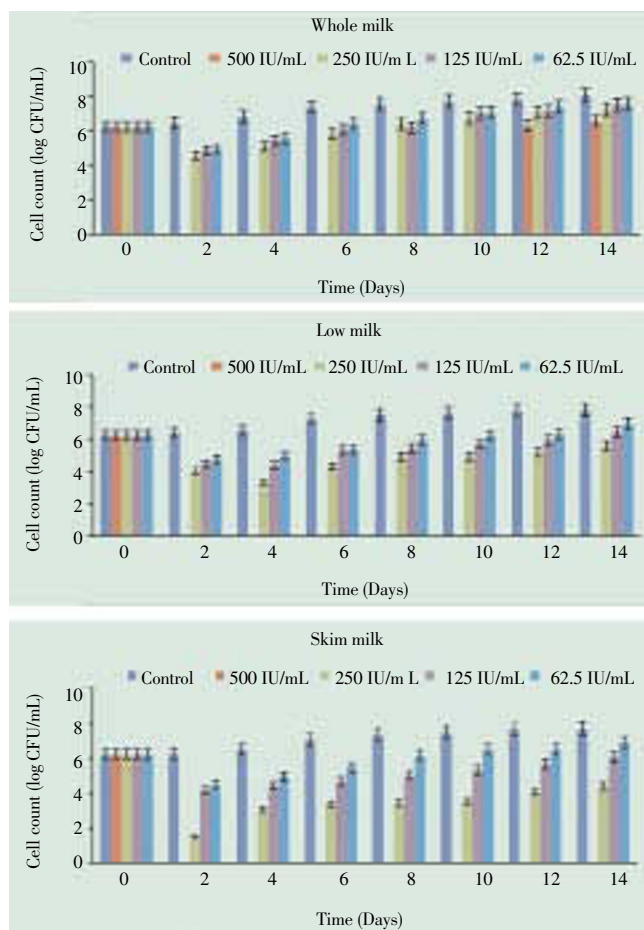 Whole milk
Control 500 IU/mL 250 IU/m L 125 IU/mL 62.5 IU/mL
Cell count (log CFU/mL)
10
8
6
4
2
0
0 2 4 6 8 10 12 14
Time (Days)
Low milk
Control 500 IU/mL 250 IU/mL 125 IU/mL 62.5 IU/mL
Cell count (log CFU/mL)
10
8
6
4
2
0
0 2 4 6 8 10 12 14
Time (Days)
Skim milk
Control 500 IU/mL 250 IU/m L 125 IU/mL 62.5 IU/mL
Cell count (log CFU/mL)
10
8
6
4
2
0
0 2 4 6 8 10 12 14
Time (Days)